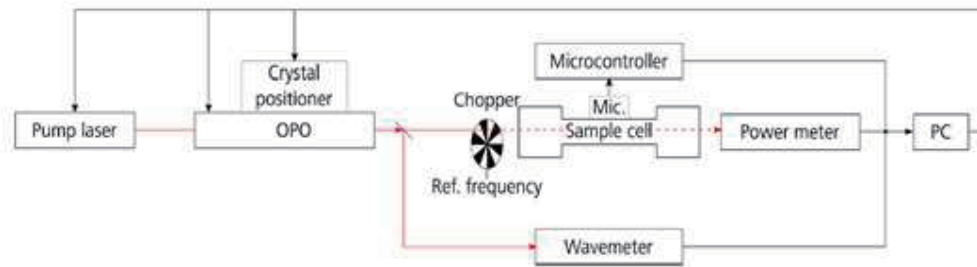 Microcontroller
Crystal
positioner
Chopper
Mic.
Pump laser
OPO
Sample cell
Power meter
PC
Ref. frequency
Wavemeter